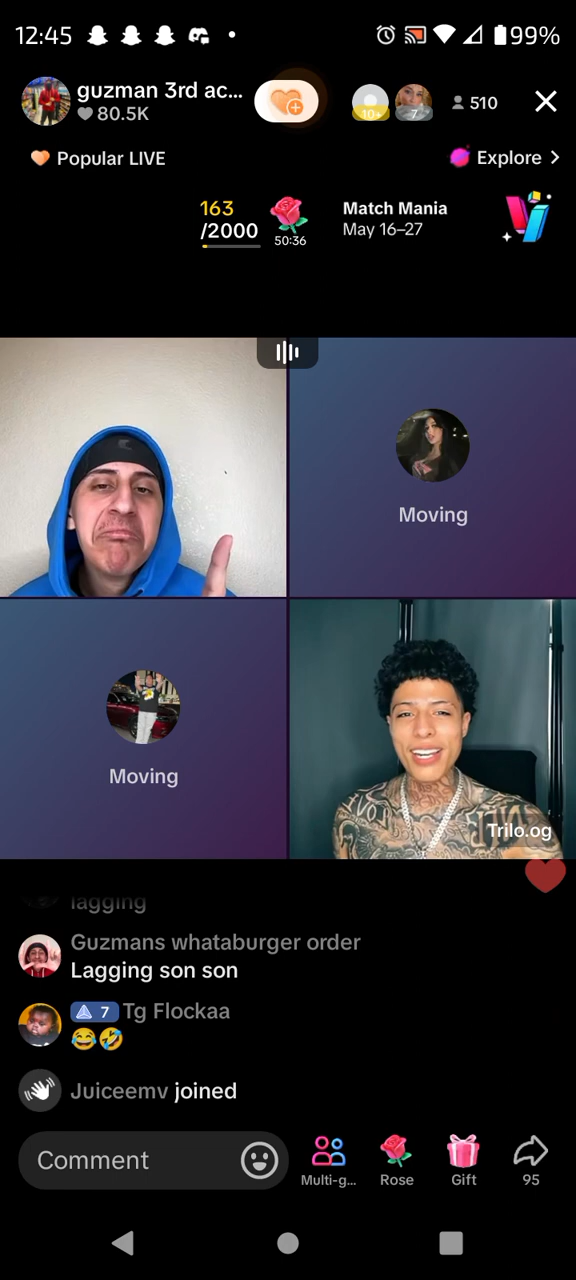 12:45
99%
guzman 3rd ac...
80.5K
10+
7
510
Popular LIVE
Explore
163
/2000
50:36
Match Mania
May 16–27
Moving
Moving
Trilo.og
lagging
Guzmans whataburger order
Lagging son son
7 Tg Flockaa
😂🤣
Juiceemv joined
Comment
Multi-g...
Rose
Gift
95